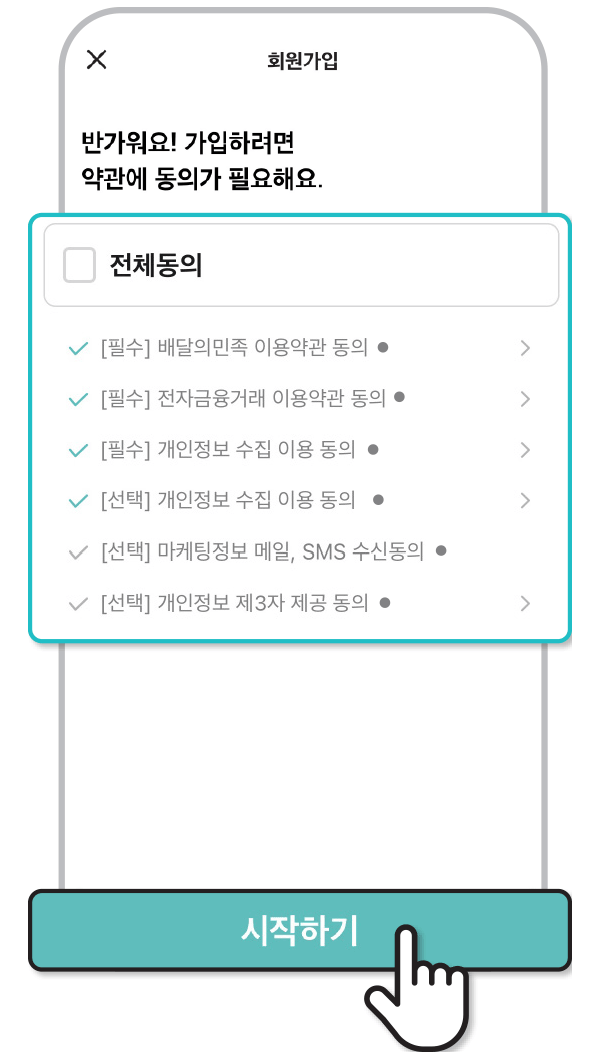 회원가입
반가워요! 가입하려면
약관에 동의가 필요해요.
전체동의
[필수] 배달의민족 이용약관 동의 ●
[필수] 전자금융거래 이용약관 동의 ●
[필수] 개인정보 수집 이용 동의 ●
[선택] 개인정보 수집 이용 동의 ●
[선택] 마케팅정보 메일, SMS 수신동의 ●
[선택] 개인정보 제3자 제공 동의 ●
시작하기